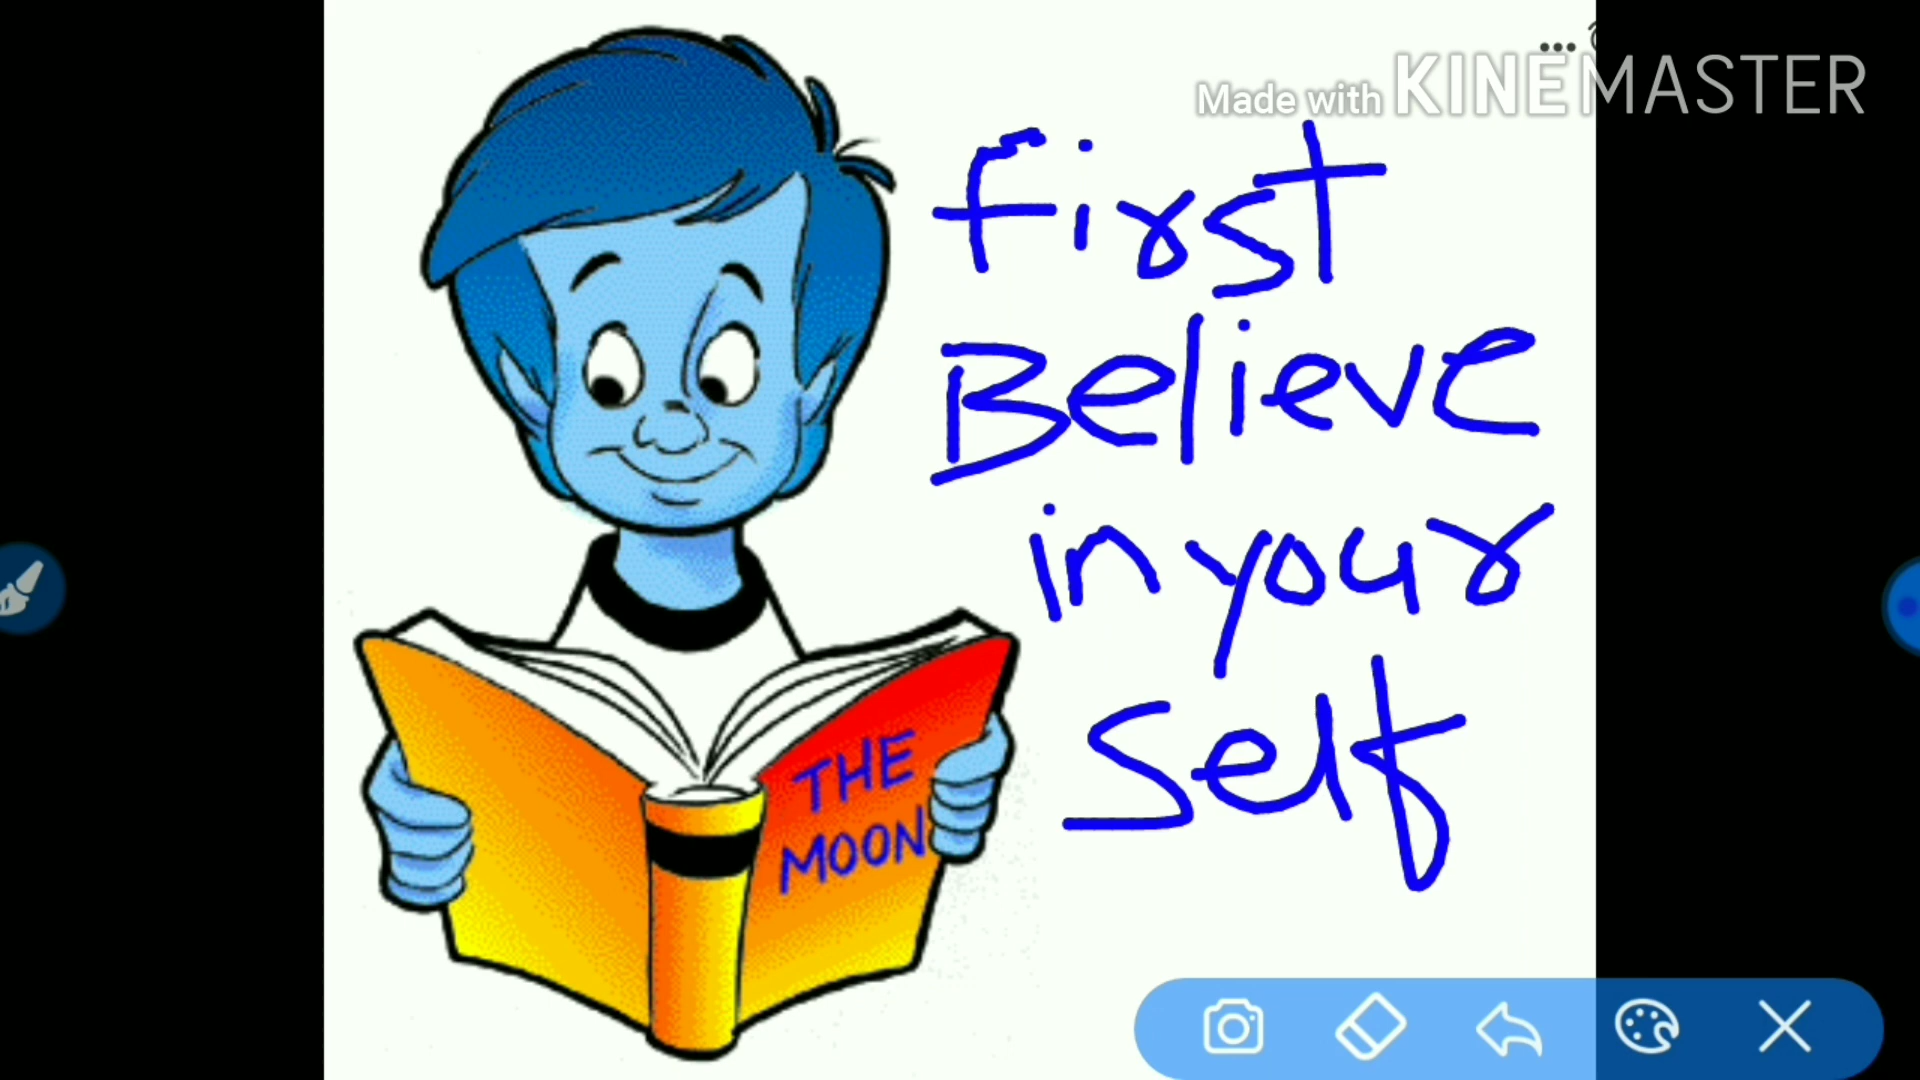 Made with KINEMASTER
First
Believe
in your
Self
THE
MOON